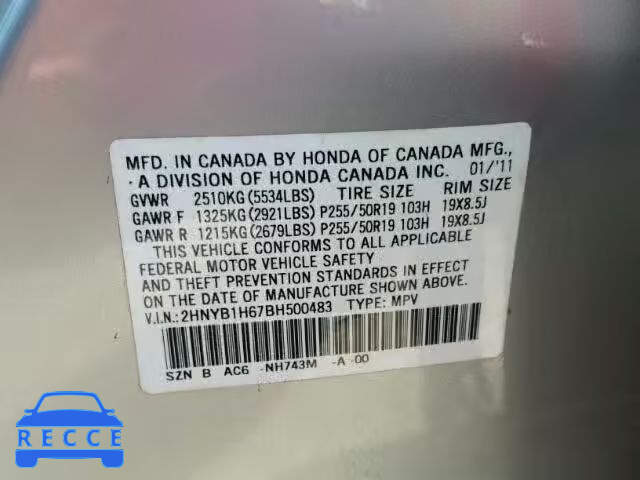 MFD. IN CANADA BY HONDA OF CANADA MFG.,
·A DIVISION OF HONDA CANADA INC. 01/'11
GVWR 2510KG(5534LBS) TIRE SIZE RIM SIZE
GAWR F 1325KG(2921LBS)P255/50R19 103H 19X8.5J
GAWR R 1215KG(2679LBS)P255/50R19 103H 19X8.5J
THIS VEHICLE CONFORMS TO ALL APPLICABLE
FEDERAL MOTOR VEHICLE SAFETY
AND THEFT PREVENTION STANDARDS IN EFFECT
ON THE DATE OF MANUFACTURE SHOWN ABOVE.
V.I.N.:2HNYB1H67BH500483 TYPE: MPV
SZN B AC6 -NH743M -A -00
RECCE